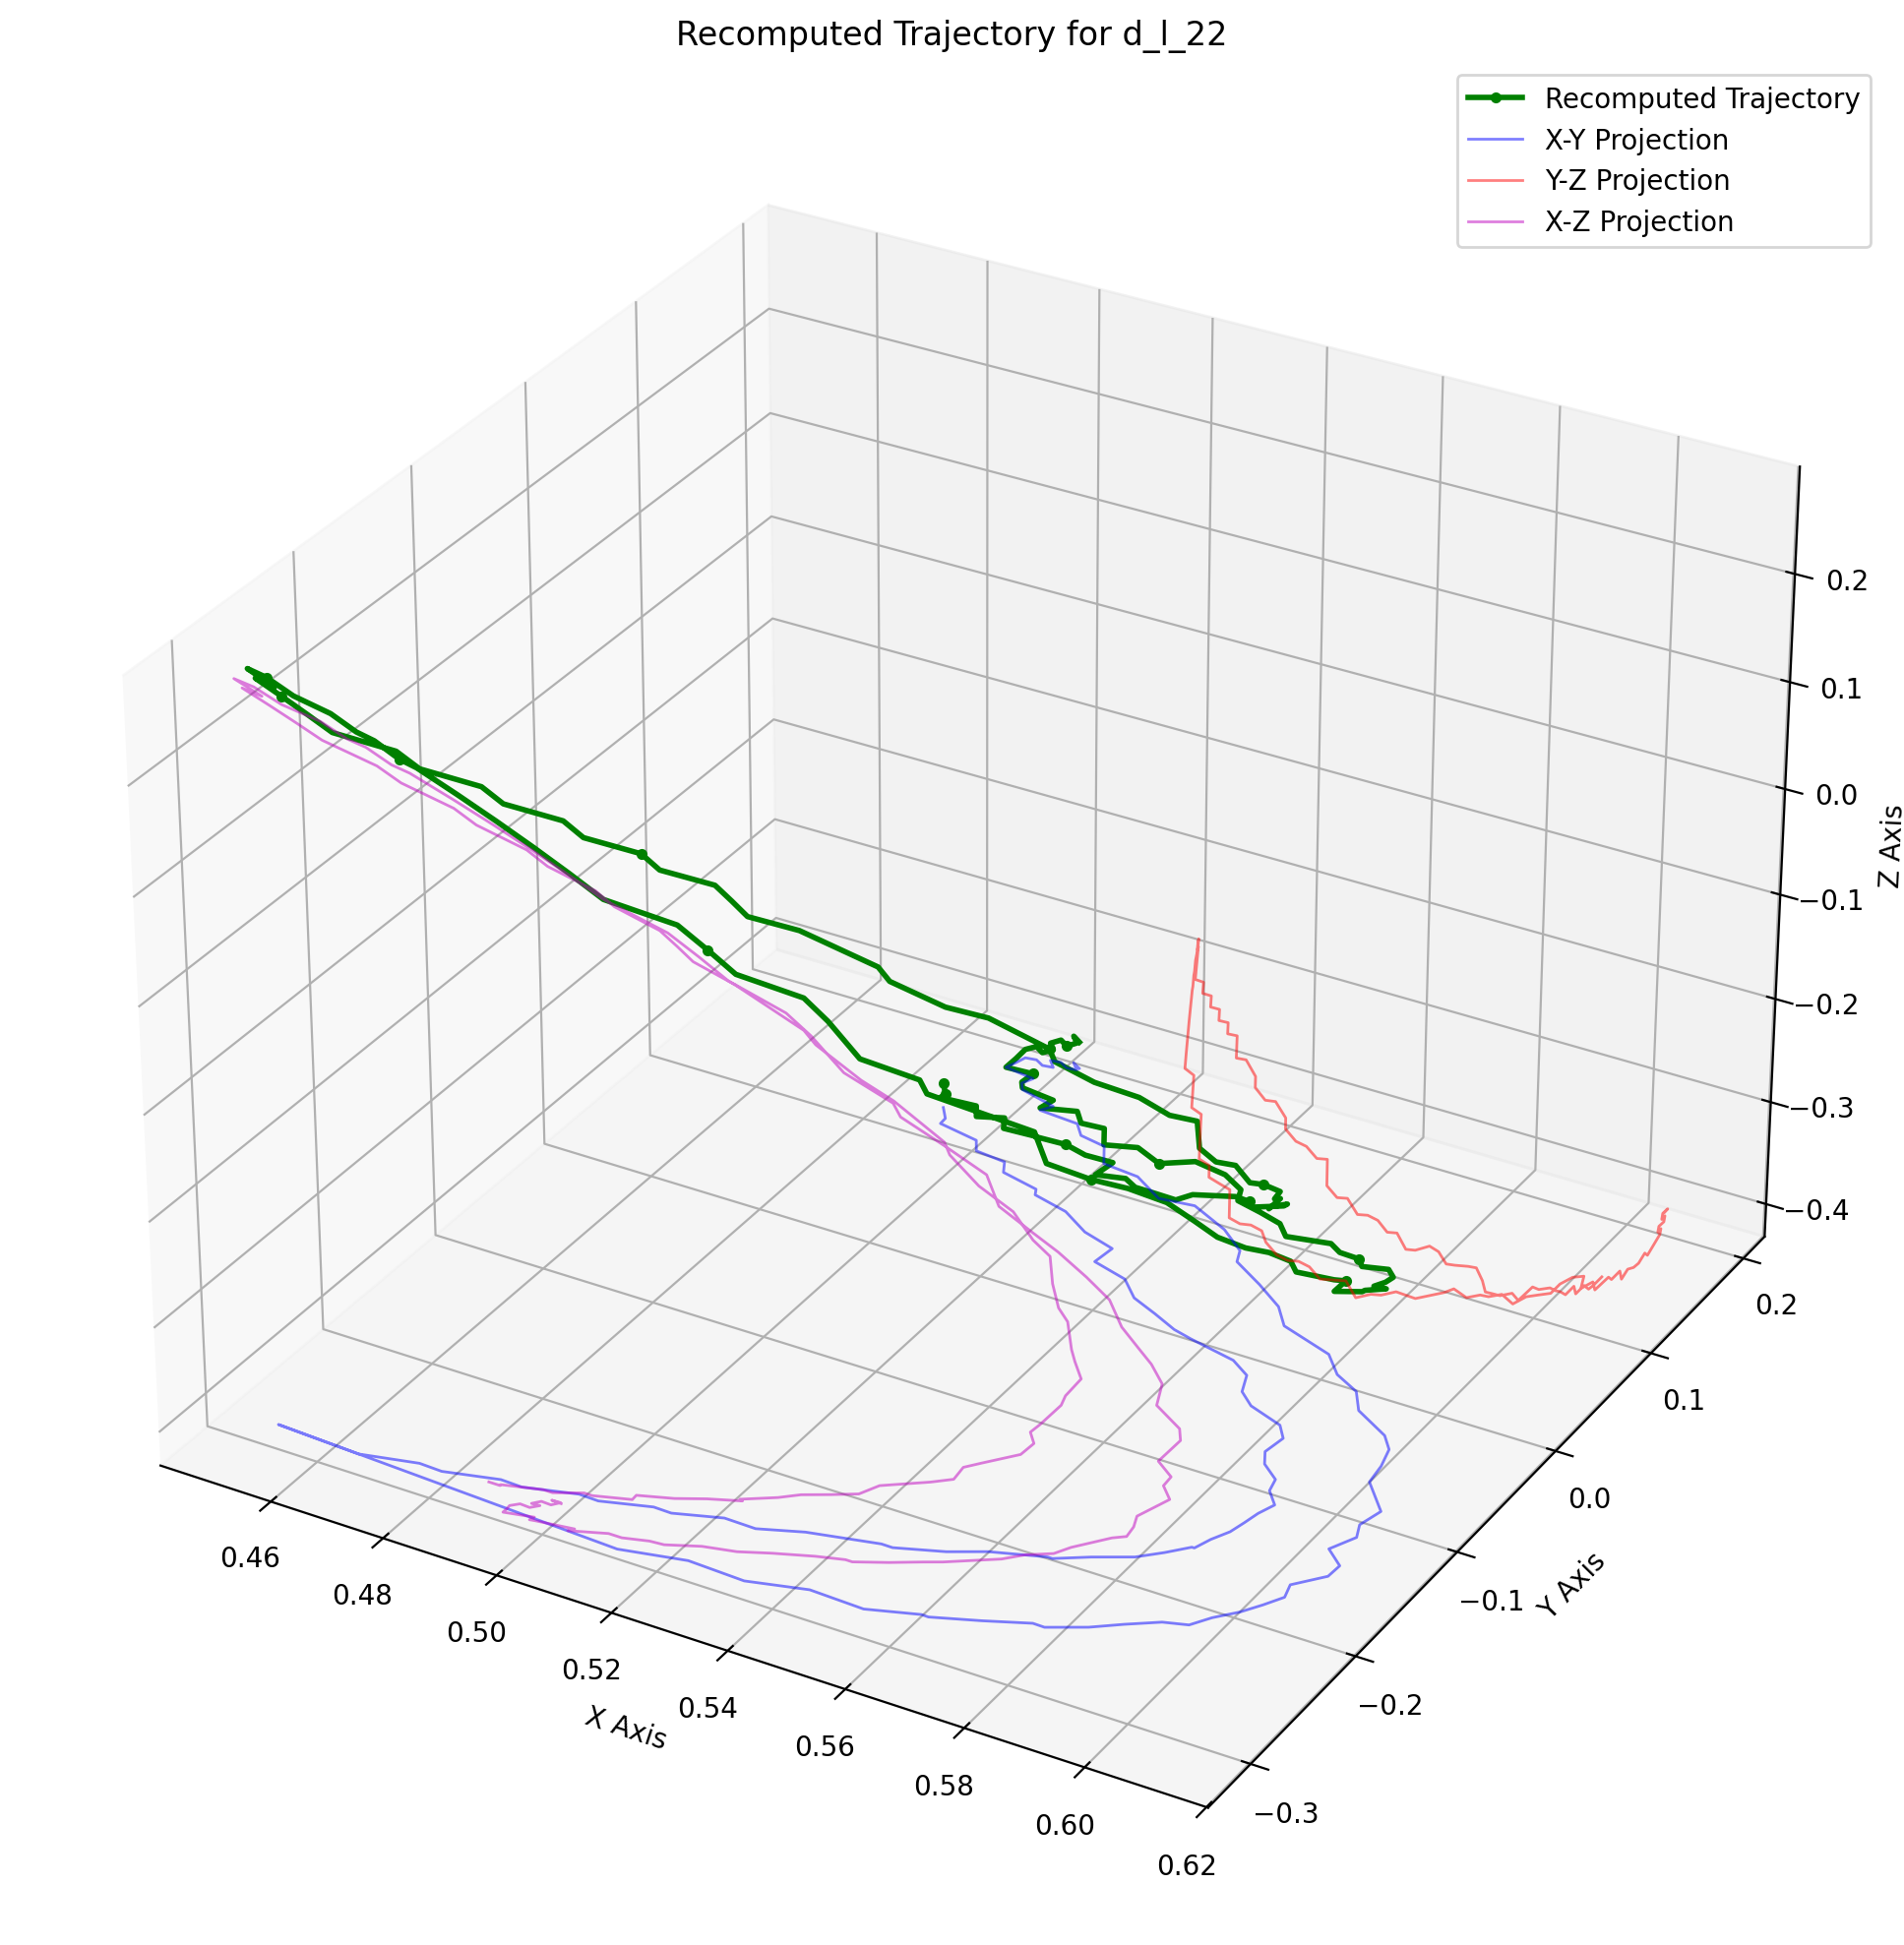 Recomputed Trajectory for d_l_22
Recomputed Trajectory
X-Y Projection
Y-Z Projection
X-Z Projection
0.2
0.1
0.0
−0.1
−0.2
−0.3
−0.4
Z Axis
0.2
0.1
0.0
−0.1
−0.2
−0.3
Y Axis
0.46
0.48
0.50
0.52
0.54
0.56
0.58
0.60
0.62
X Axis